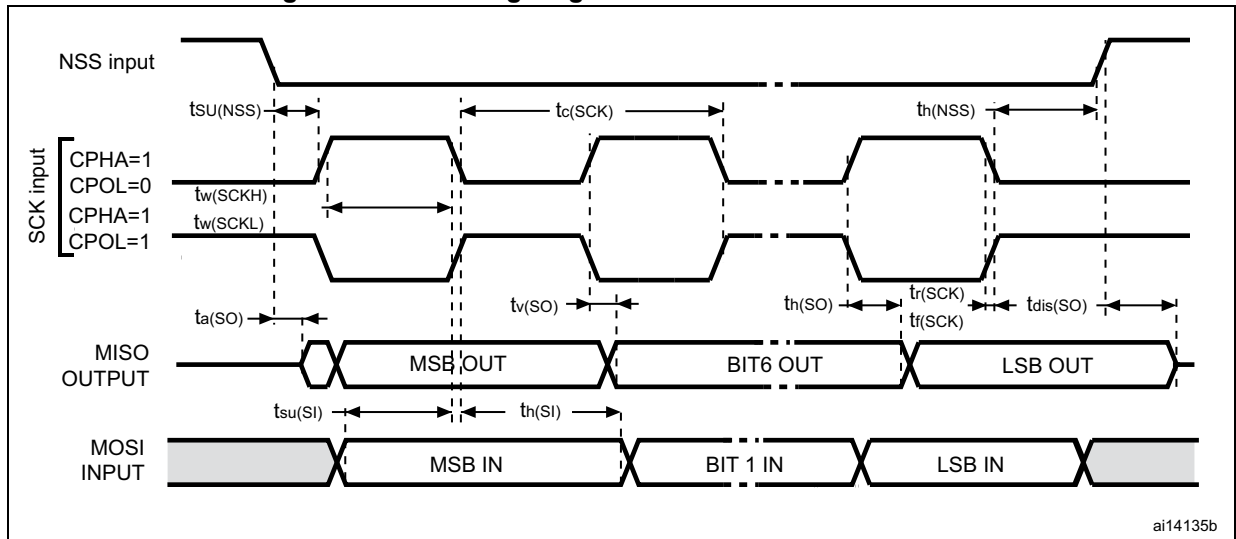 NSS input
tSU(NSS)
tc(SCK)
th(NSS)
SCK input
CPHA=1
CPOL=0
tw(SCKH)
CPHA=1
tw(SCKL)
CPOL=1
ta(SO)
tv(SO)
th(SO)
tr(SCK)
tf(SCK)
tdis(SO)
MISO
OUTPUT
MSB OUT
BIT6 OUT
LSB OUT
tsu(SI)
th(SI)
MOSI
INPUT
MSB IN
BIT 1 IN
LSB IN
ai14135b